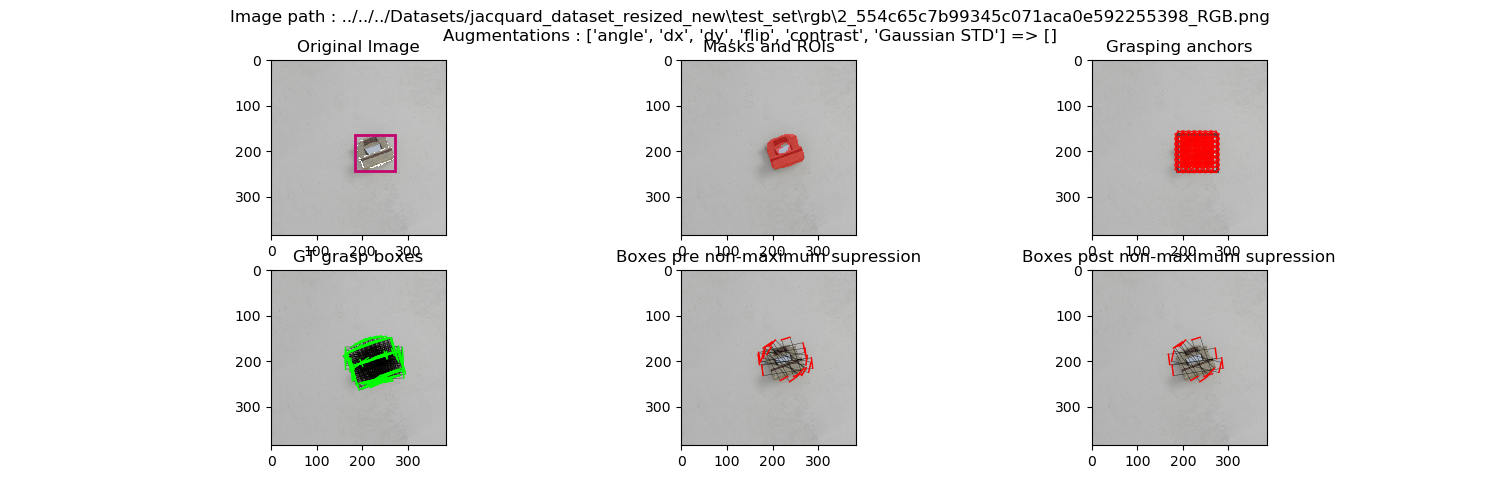 Image path : ../../../Datasets/jacquard_dataset_resized_new\test_set\rgb\2_554c65c7b99345c071aca0e592255398_RGB.png
Augmentations : ['angle', 'dx', 'dy', 'flip', 'contrast', 'Gaussian STD'] => []
Original Image
Masks and ROIs
Grasping anchors
0
100
200
300
0 100 200 300
0
100
200
300
0 100 200 300
0
100
200
300
0 100 200 300
GT grasp boxes
Boxes pre non-maximum supression
Boxes post non-maximum supression
0
100
200
300
0 100 200 300
0
100
200
300
0 100 200 300
0
100
200
300
0 100 200 300